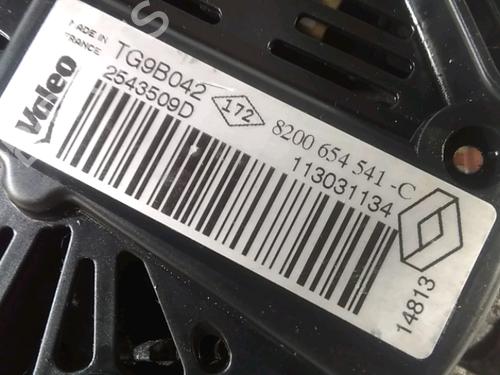 MADE IN
FRANCE
Valeo
TG9B042
2543509D
172
8200 654 541 -C
113031134
14813